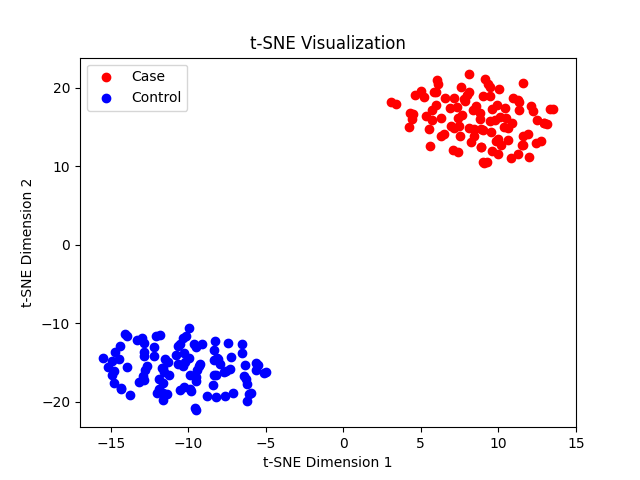 t-SNE Visualization
Case
Control
20
10
0
−10
−20
t-SNE Dimension 2
−15
−10
−5
0
5
10
15
t-SNE Dimension 1